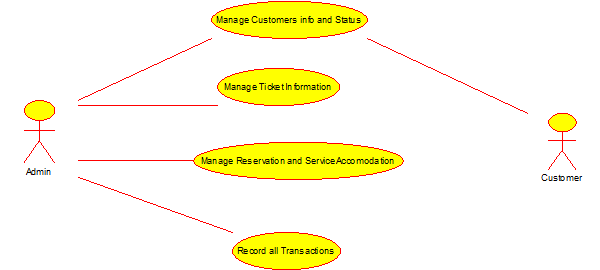 Manage Customers info and Status
Manage Ticket Information
Admin
Customer
Manage Reservation and Service Accomodation
Record all Transactions